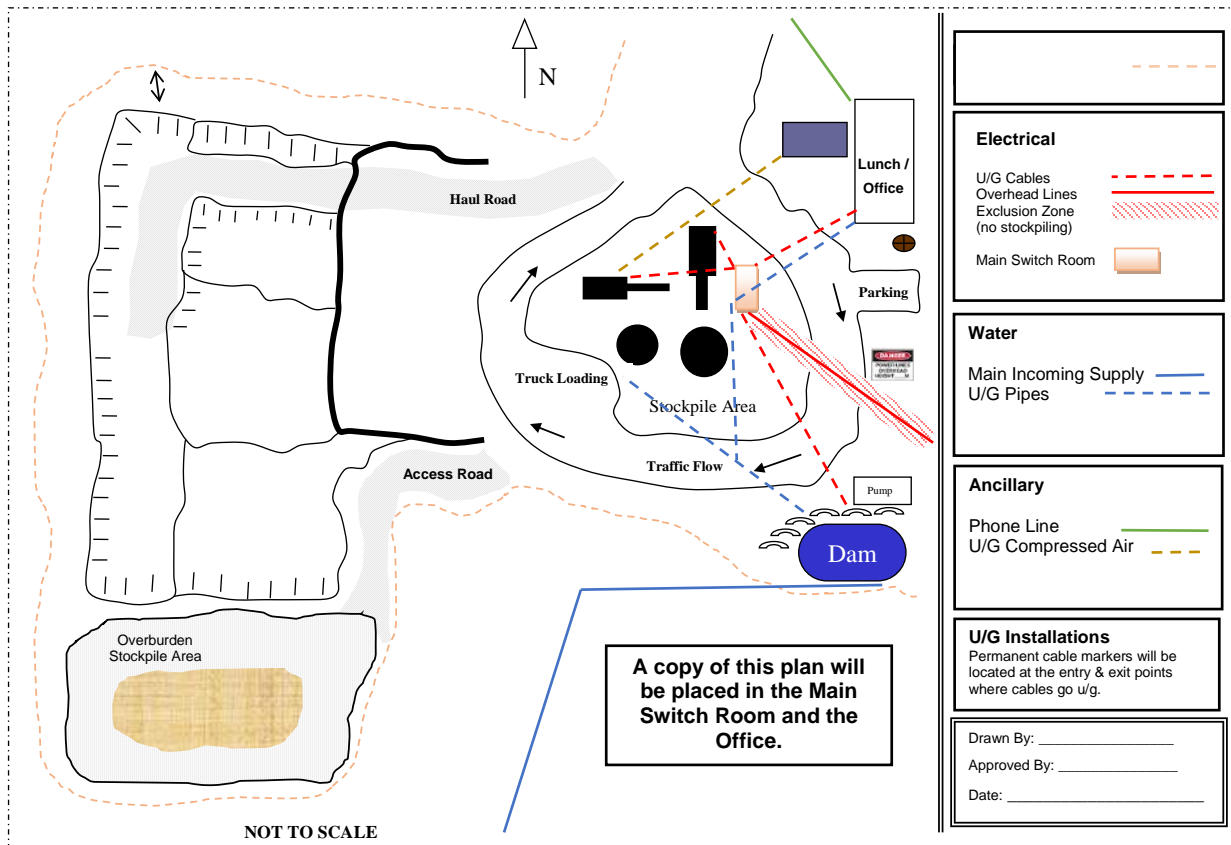 N
Lunch /
Office
Haul Road
Parking
DANGER
Truck Loading
Stockpile Area
Traffic Flow
Access Road
Pump
Dam
Overburden
Stockpile Area
A copy of this plan will
be placed in the Main
Switch Room and the
Office.
NOT TO SCALE
Electrical
U/G Cables
Overhead Lines
Exclusion Zone
(no stockpiling)
Main Switch Room
Water
Main Incoming Supply
U/G Pipes
Ancillary
Phone Line
U/G Compressed Air
U/G Installations
Permanent cable markers will be
located at the entry & exit points
where cables go u/g.
Drawn By: _________________
Approved By: _______________
Date: _________________________